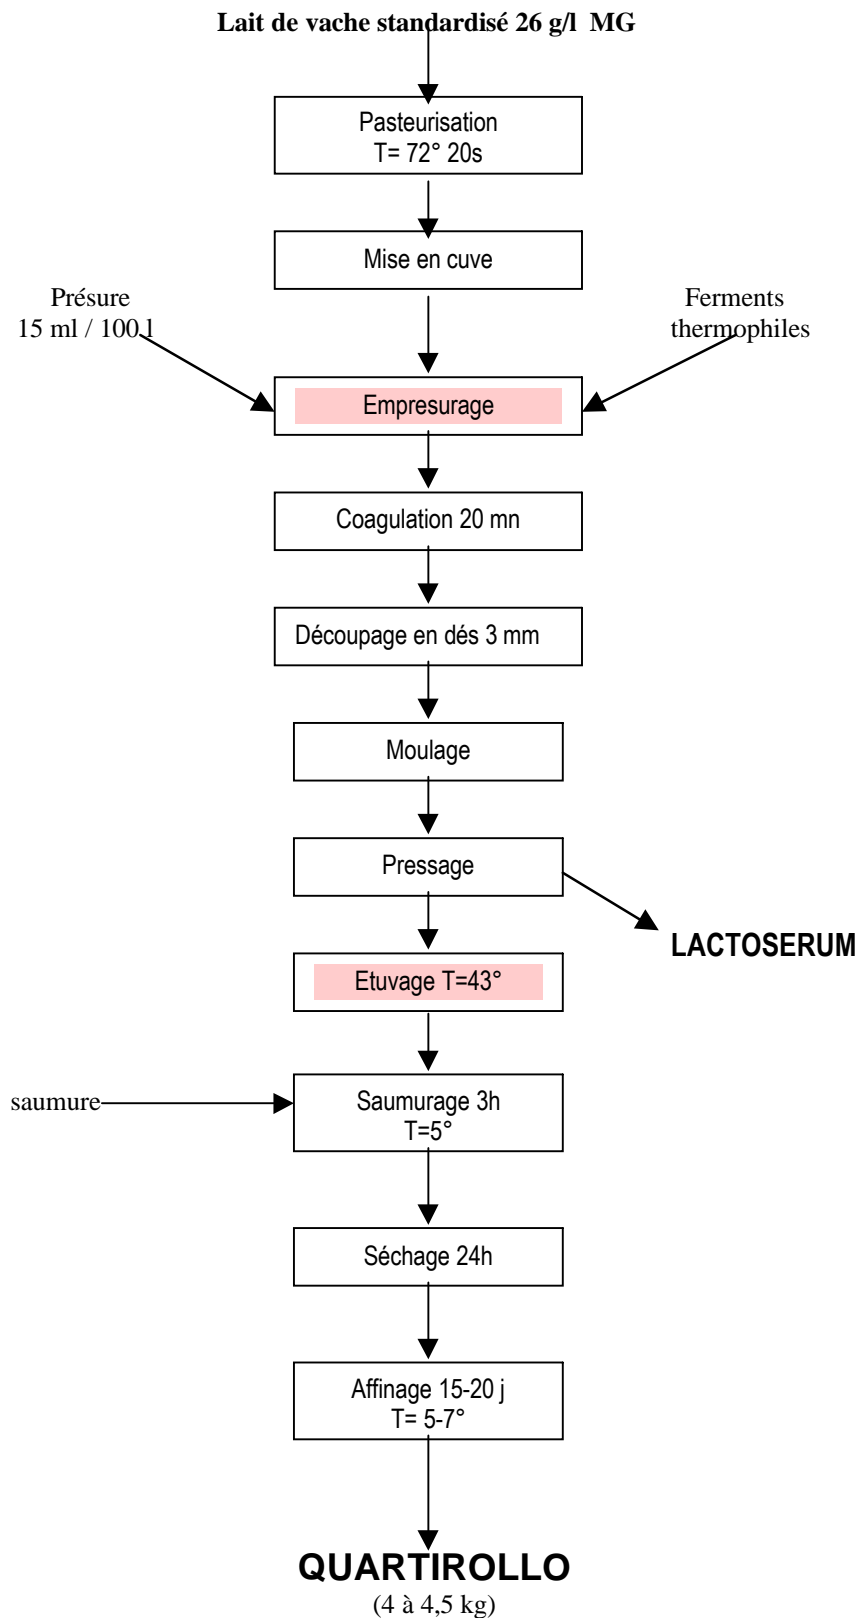 Lait de vache standardisé 26 g/l MG
Pasteurisation
T= 72° 20s
Mise en cuve
Présure
15 ml / 100 l
Ferments
thermophiles
Empresurage
Coagulation 20 mn
Découpage en dés 3 mm
Moulage
Pressage
LACTOSERUM
Etuvage T=43°
saumure
Saumurage 3h
T=5°
Séchage 24h
Affinage 15-20 j
T= 5-7°
QUARTIROLLO
(4 à 4,5 kg)